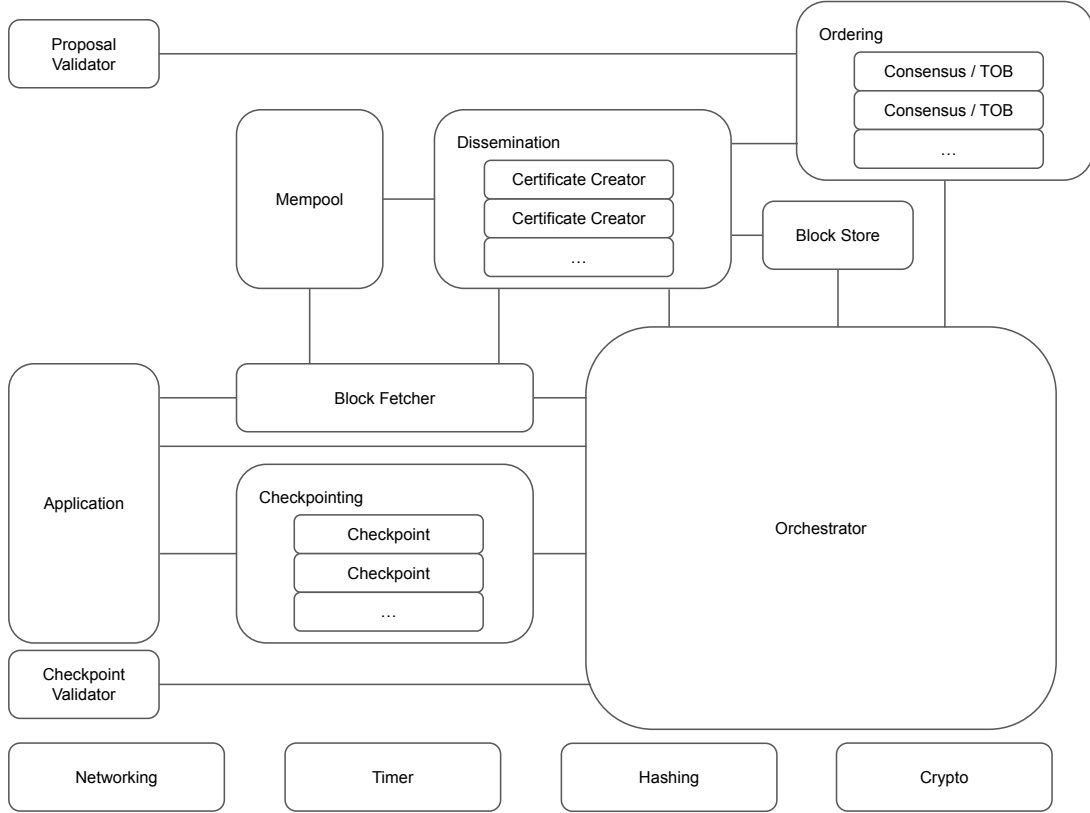 Proposal
Validator
Ordering
Consensus / TOB
Consensus / TOB
…
Mempool
Dissemination
Certificate Creator
Certificate Creator
…
Block Store
Application
Block Fetcher
Checkpointing
Checkpoint
Checkpoint
…
Orchestrator
Checkpoint
Validator
Networking
Timer
Hashing
Crypto